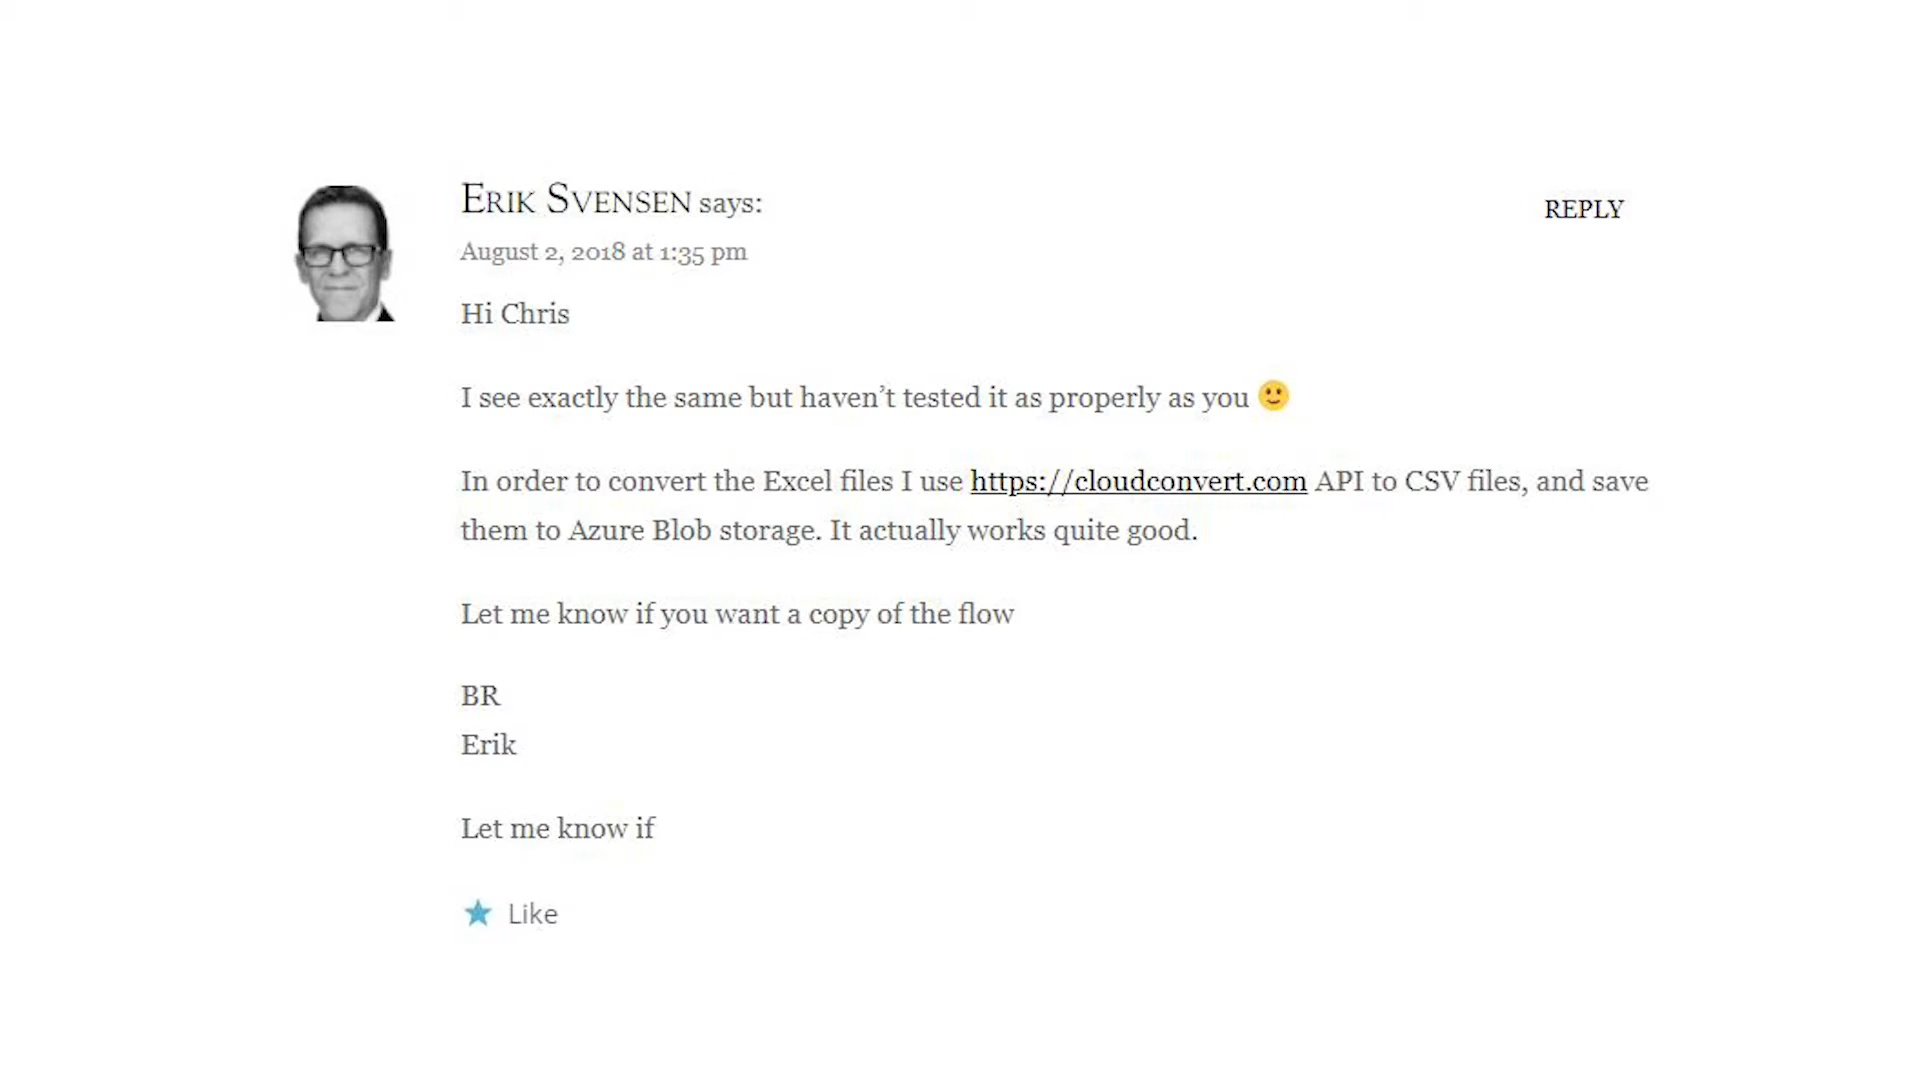 ERIK SVENSEN says:
REPLY
August 2, 2018 at 1:35 pm
Hi Chris
I see exactly the same but haven’t tested it as properly as you 🙂
In order to convert the Excel files I use https://cloudconvert.com API to CSV files, and save
them to Azure Blob storage. It actually works quite good.
Let me know if you want a copy of the flow
BR
Erik
Let me know if
Like